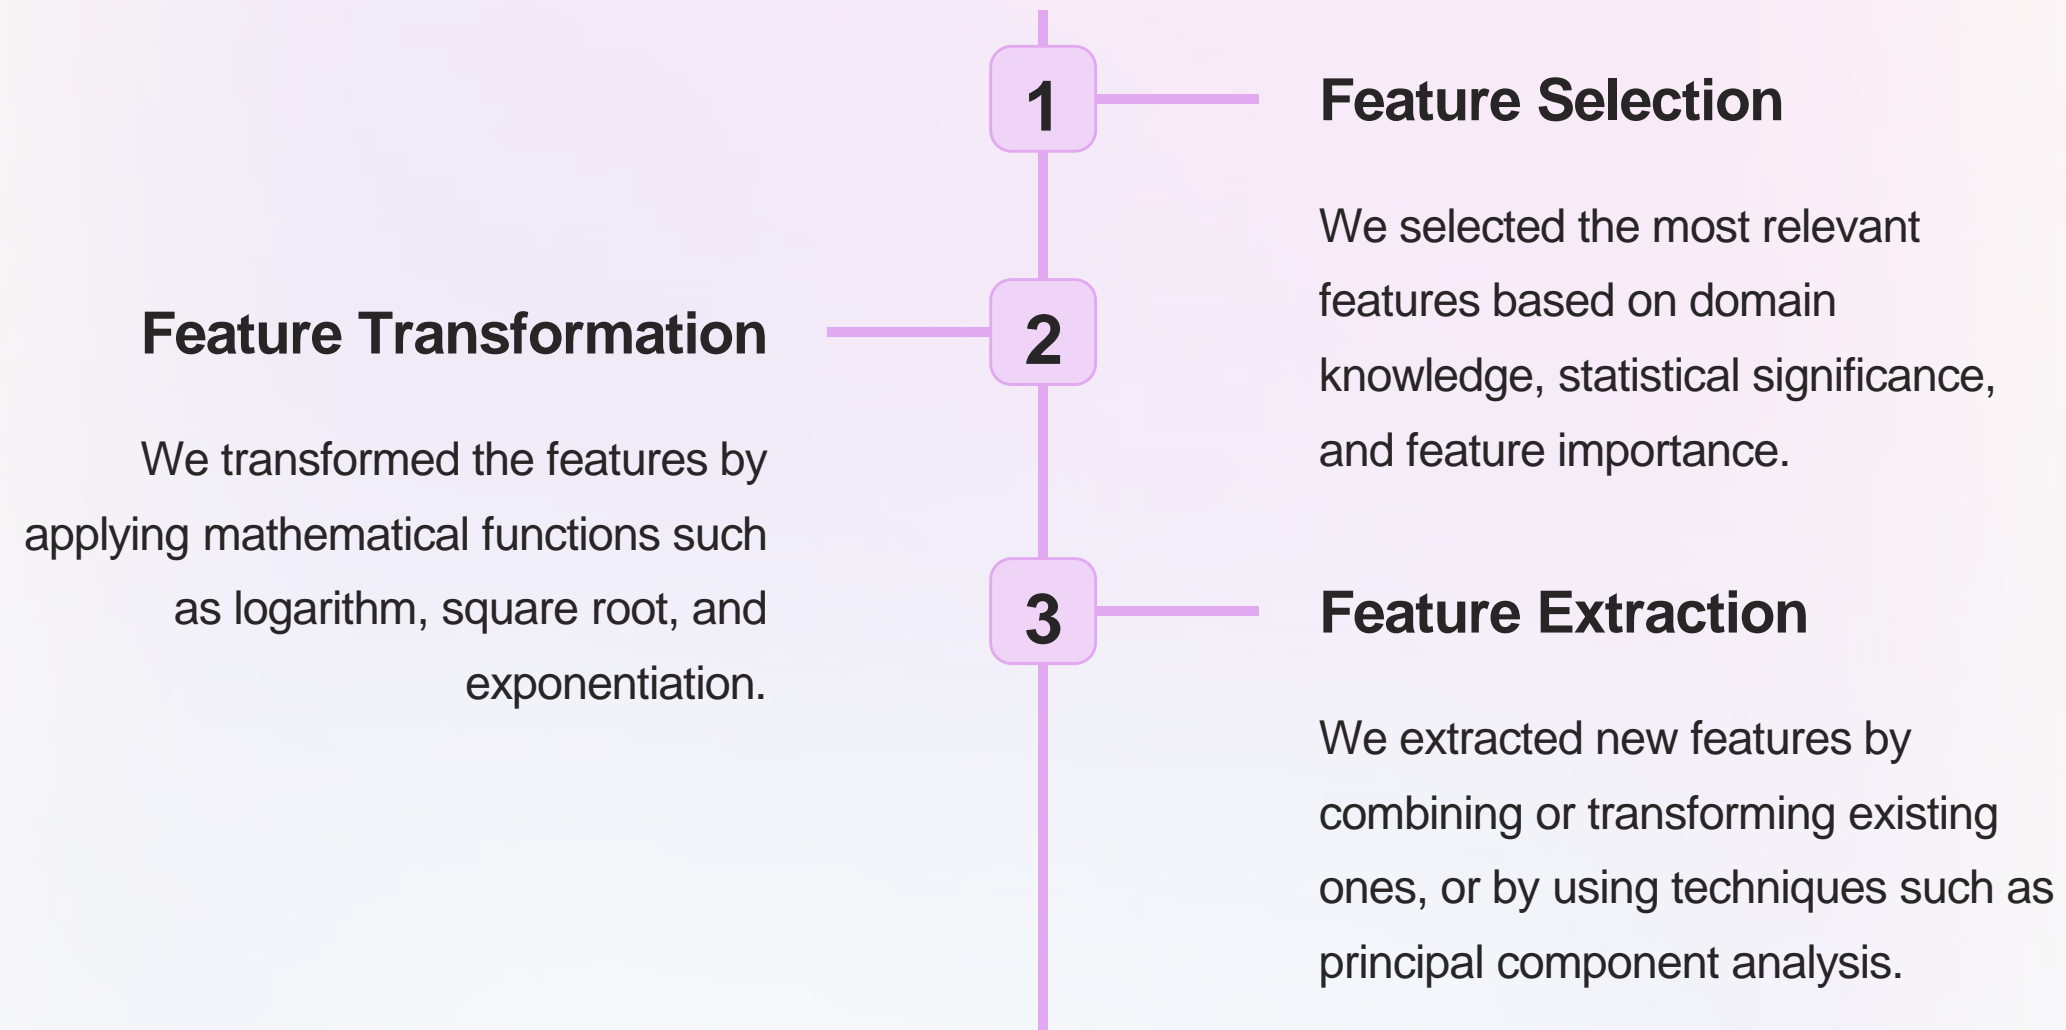 1
Feature Selection
We selected the most relevant
features based on domain
knowledge, statistical significance,
and feature importance.
2
Feature Transformation
We transformed the features by
applying mathematical functions such
as logarithm, square root, and
exponentiation.
3
Feature Extraction
We extracted new features by
combining or transforming existing
ones, or by using techniques such as
principal component analysis.